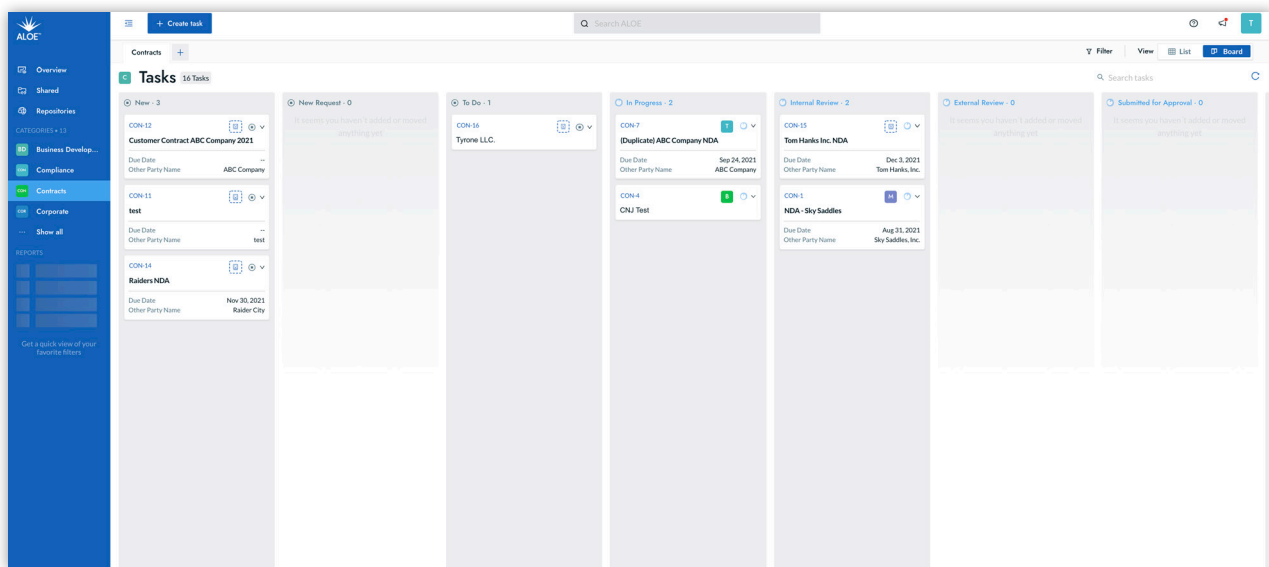 ALOE™
Create task
Search ALOE
T
Overview
Shared
Repositories
CATEGORIES • 13
BD Business Develop...
COM Compliance
CON Contracts
COR Corporate
... Show all
REPORTS
Get a quick view of your
favorite filters
Contracts +
Filter View List Board
C Tasks 16 Tasks
Search tasks
New · 3
CON-12
Customer Contract ABC Company 2021
Due Date --
Other Party Name ABC Company
CON-11
test
Due Date --
Other Party Name test
CON-14
Raiders NDA
Due Date Nov 30, 2021
Other Party Name Raider City
New Request · 0
It seems you haven't added or moved
anything yet
To Do · 1
CON-16
Tyrone LLC.
In Progress · 2
CON-7 T
(Duplicate) ABC Company NDA
Due Date Sep 24, 2021
Other Party Name ABC Company
CON-4 B
CNJ Test
Internal Review · 2
CON-15
Tom Hanks Inc. NDA
Due Date Dec 3, 2021
Other Party Name Tom Hanks, Inc.
CON-1 M
NDA - Sky Saddles
Due Date Aug 31, 2021
Other Party Name Sky Saddles, Inc.
External Review · 0
It seems you haven't added or moved
anything yet
Submitted for Approval · 0
It seems you haven't added or moved
anything yet